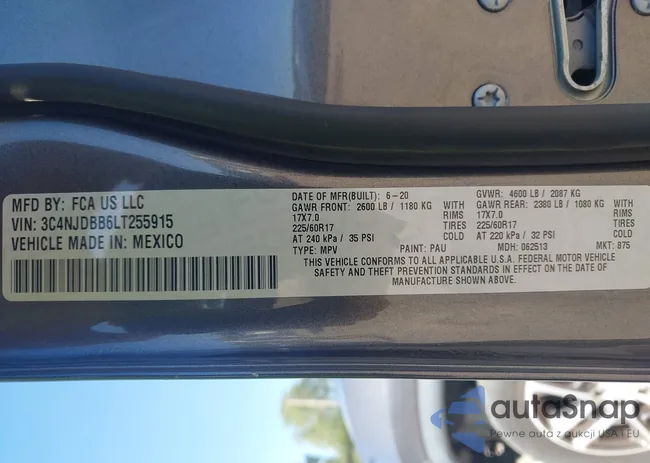 MFD BY: FCA US LLC
VIN: 3C4NJDBB6LT255915
VEHICLE MADE IN: MEXICO
DATE OF MFR(BUILT): 6-20
GAWR FRONT: 2600 LB / 1180 KG WITH
17X7.0 RIMS
225/60R17 TIRES
AT 240 kPa / 35 PSI COLD
TYPE: MPV PAINT: PAU
GVWR: 4600 LB / 2087 KG
GAWR REAR: 2380 LB / 1080 KG WITH
17X7.0 RIMS
225/60R17 TIRES
AT 220 kPa / 32 PSI COLD
MDH: 062513 MKT: 875
THIS VEHICLE CONFORMS TO ALL APPLICABLE U.S.A. FEDERAL MOTOR VEHICLE
SAFETY AND THEFT PREVENTION STANDARDS IN EFFECT ON THE DATE OF
MANUFACTURE SHOWN ABOVE.
autoSnap
Pewne auta z aukcji USA i EU